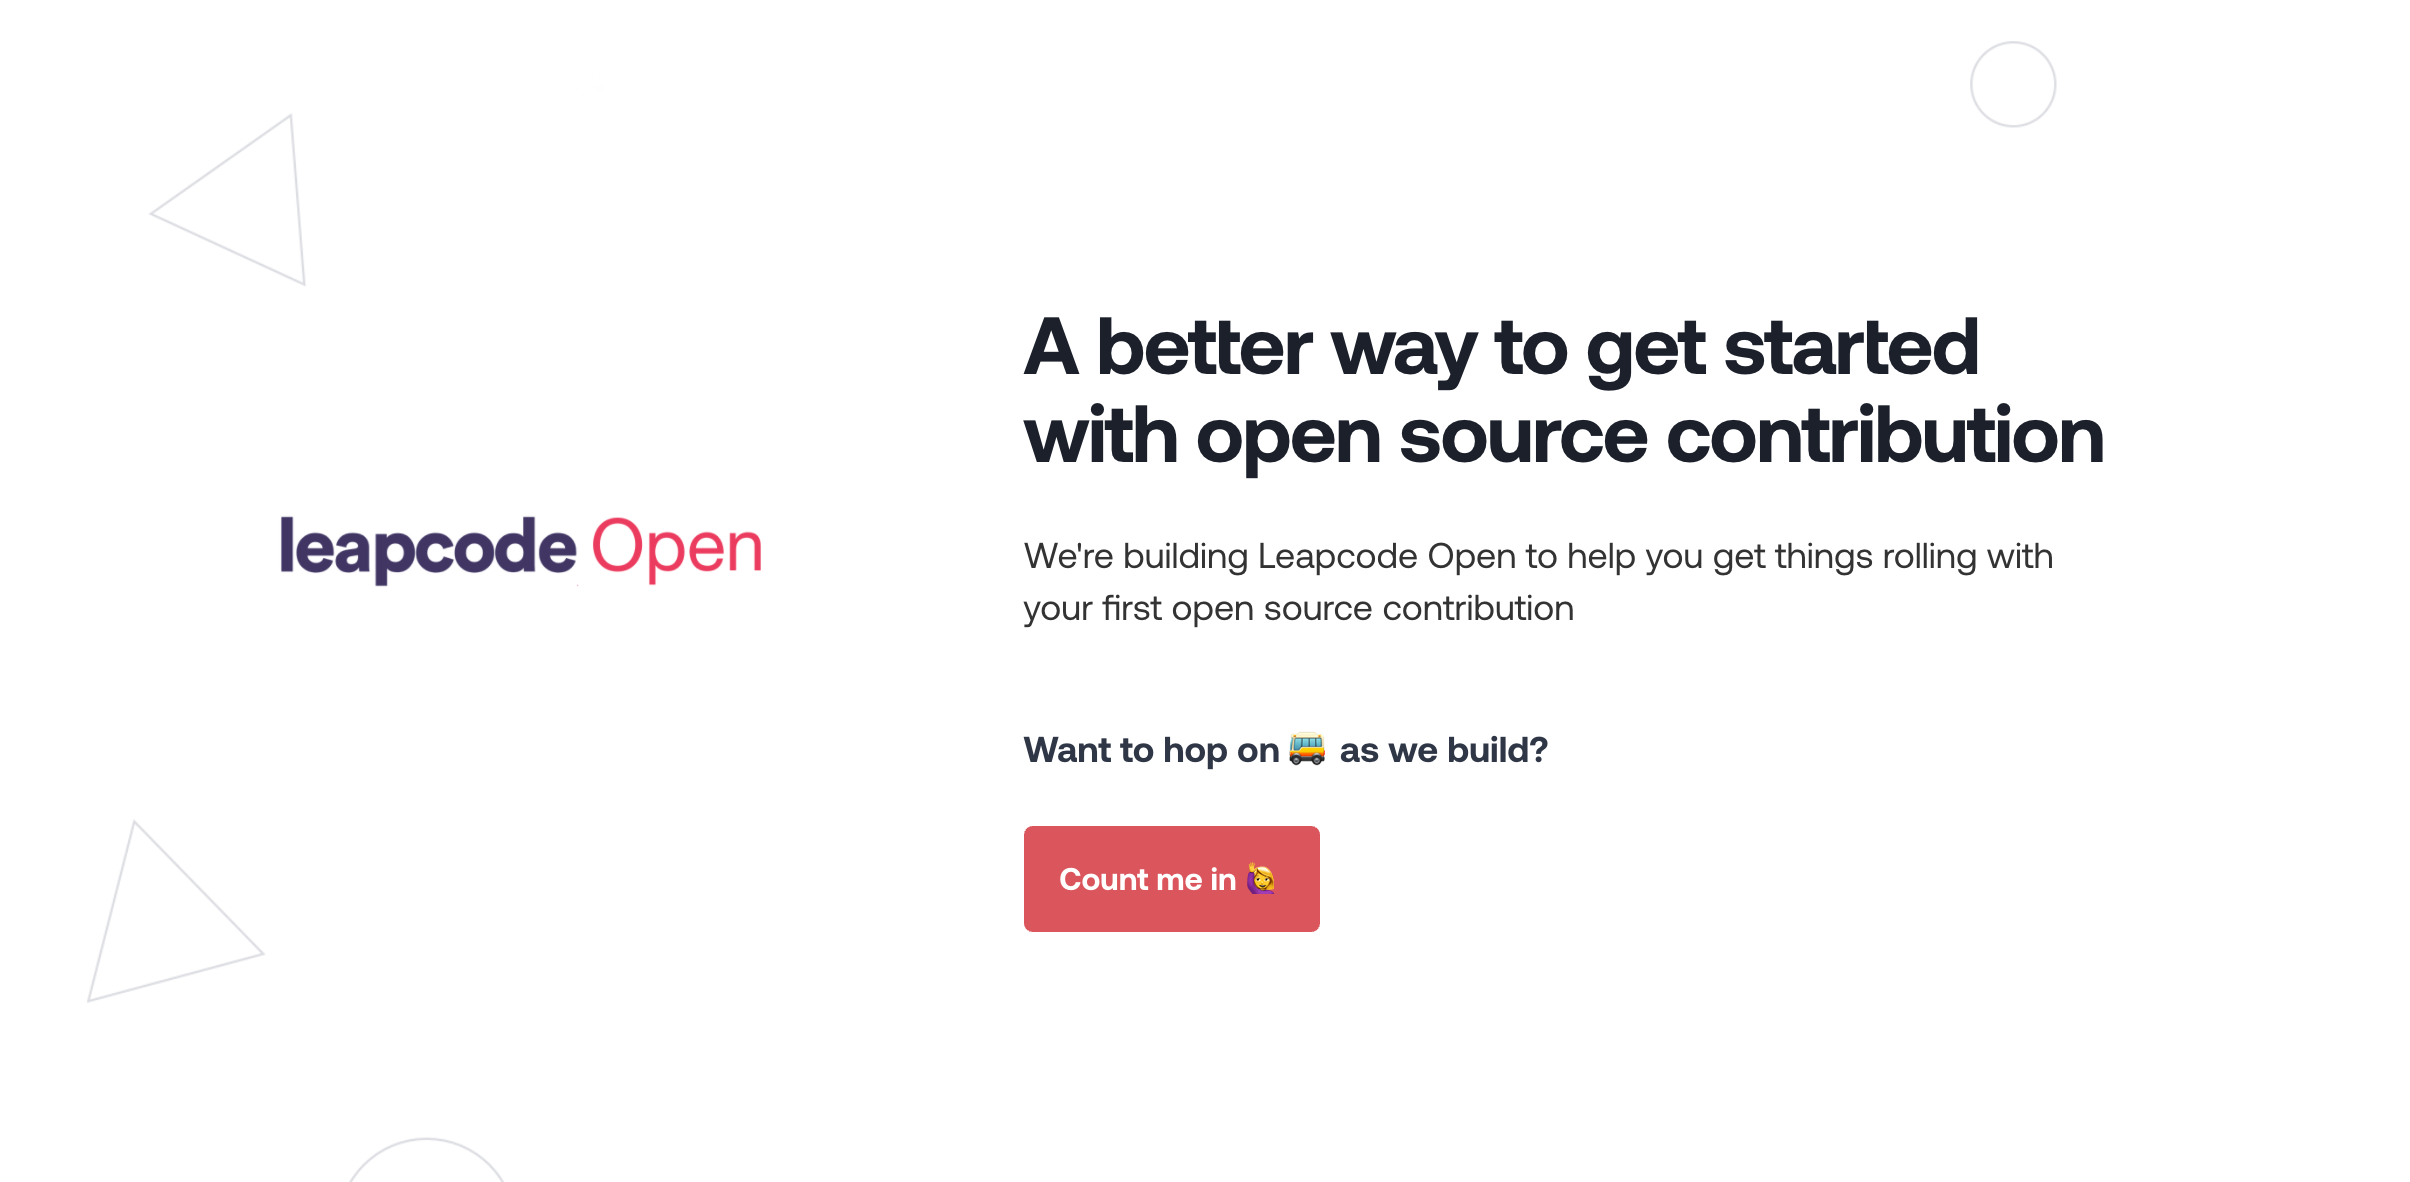 leapcode Open
A better way to get started
with open source contribution
We're building Leapcode Open to help you get things rolling with
your first open source contribution
Want to hop on 🚌 as we build?
Count me in 🙋‍♀️